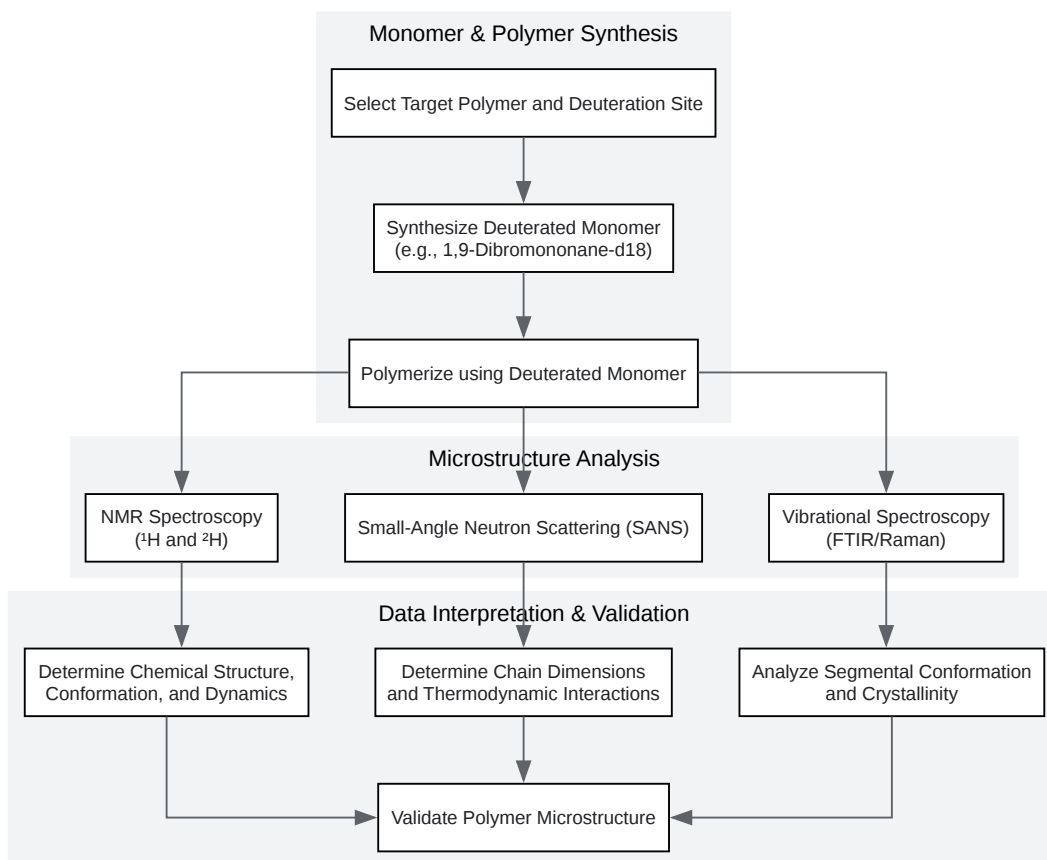 Monomer & Polymer Synthesis
Select Target Polymer and Deuteration Site
Synthesize Deuterated Monomer
(e.g., 1,9-Dibromononane-d18)
Polymerize using Deuterated Monomer
Microstructure Analysis
NMR Spectroscopy
(¹H and ²H)
Small-Angle Neutron Scattering (SANS)
Vibrational Spectroscopy
(FTIR/Raman)
Data Interpretation & Validation
Determine Chemical Structure,
Conformation, and Dynamics
Determine Chain Dimensions
and Thermodynamic Interactions
Analyze Segmental Conformation
and Crystallinity
Validate Polymer Microstructure